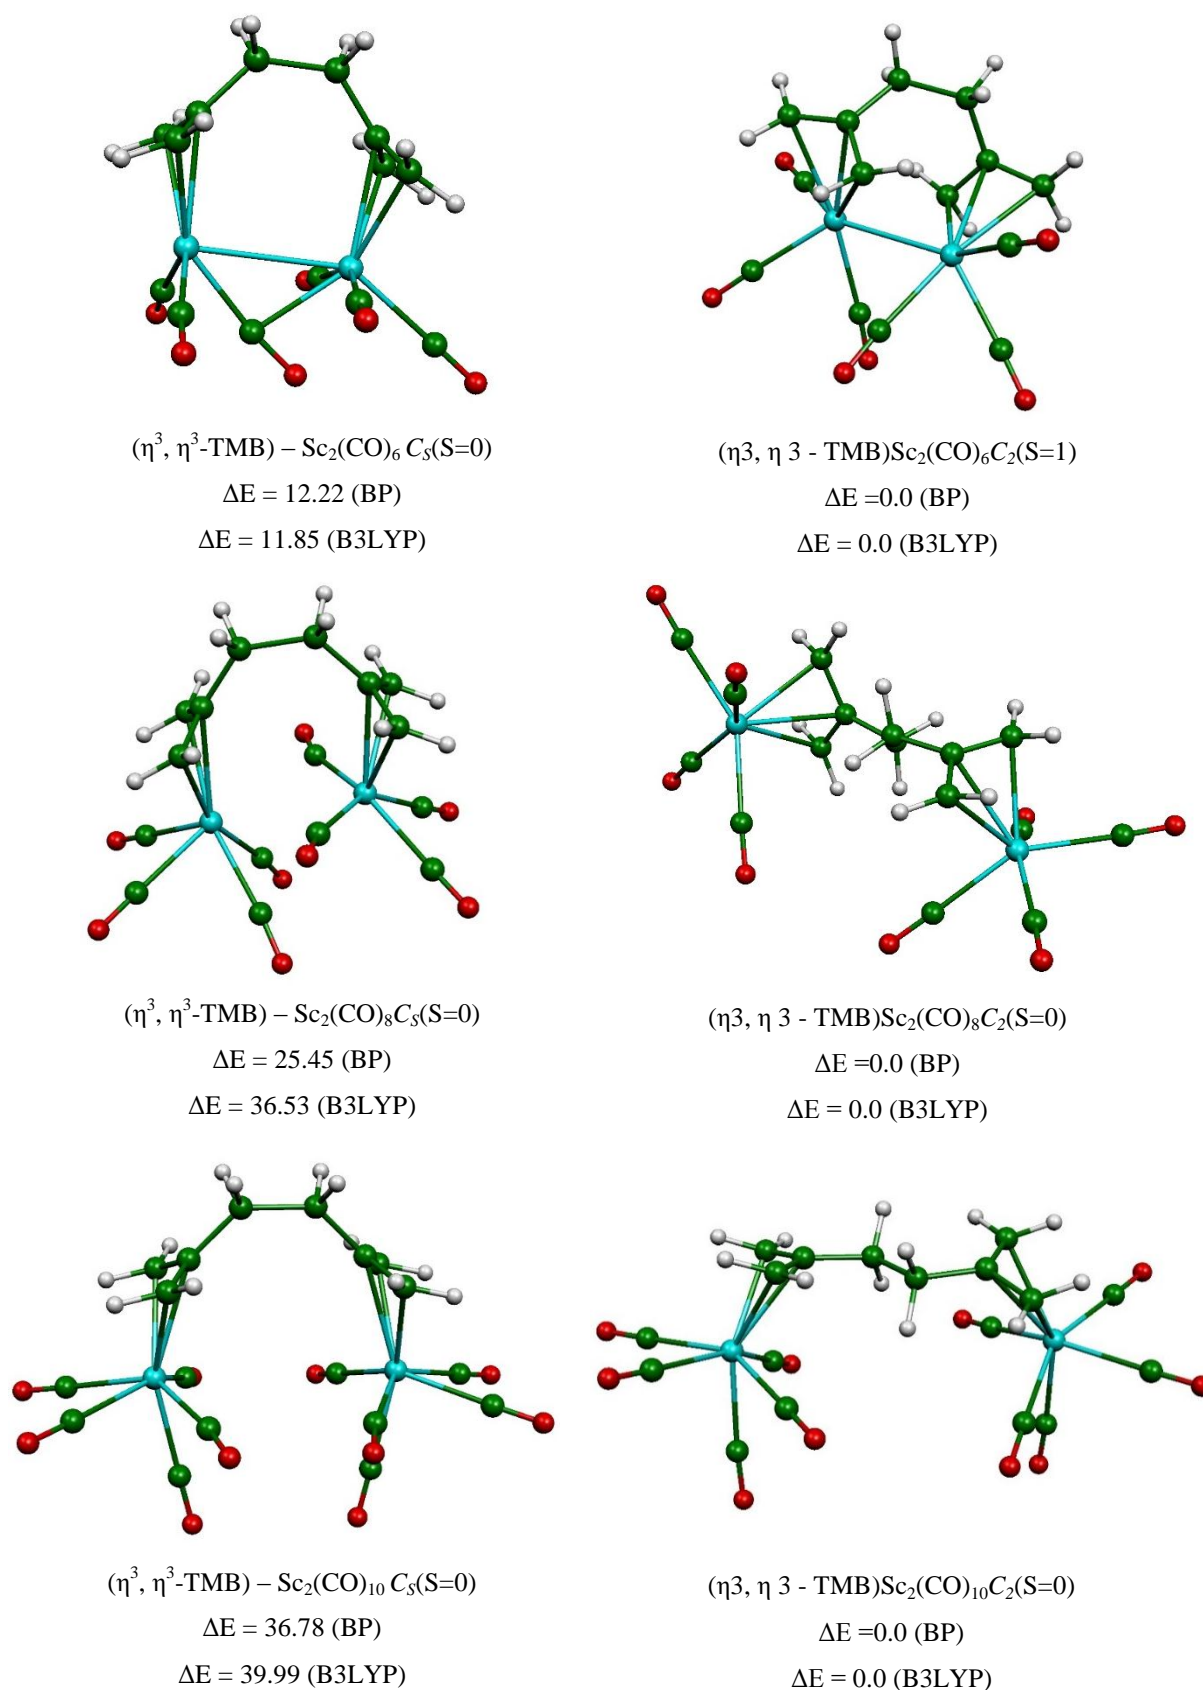 (η³, η³-TMB) – Sc₂(CO)₆ Cₛ(S=0)
ΔE = 12.22 (BP)
ΔE = 11.85 (B3LYP)
(η3, η 3 - TMB)Sc₂(CO)₆C₂(S=1)
ΔE =0.0 (BP)
ΔE = 0.0 (B3LYP)
(η³, η³-TMB) – Sc₂(CO)₈Cₛ(S=0)
ΔE = 25.45 (BP)
ΔE = 36.53 (B3LYP)
(η3, η 3 - TMB)Sc₂(CO)₈C₂(S=0)
ΔE =0.0 (BP)
ΔE = 0.0 (B3LYP)
(η³, η³-TMB) – Sc₂(CO)₁₀ Cₛ(S=0)
ΔE = 36.78 (BP)
ΔE = 39.99 (B3LYP)
(η3, η 3 - TMB)Sc₂(CO)₁₀C₂(S=0)
ΔE =0.0 (BP)
ΔE = 0.0 (B3LYP)